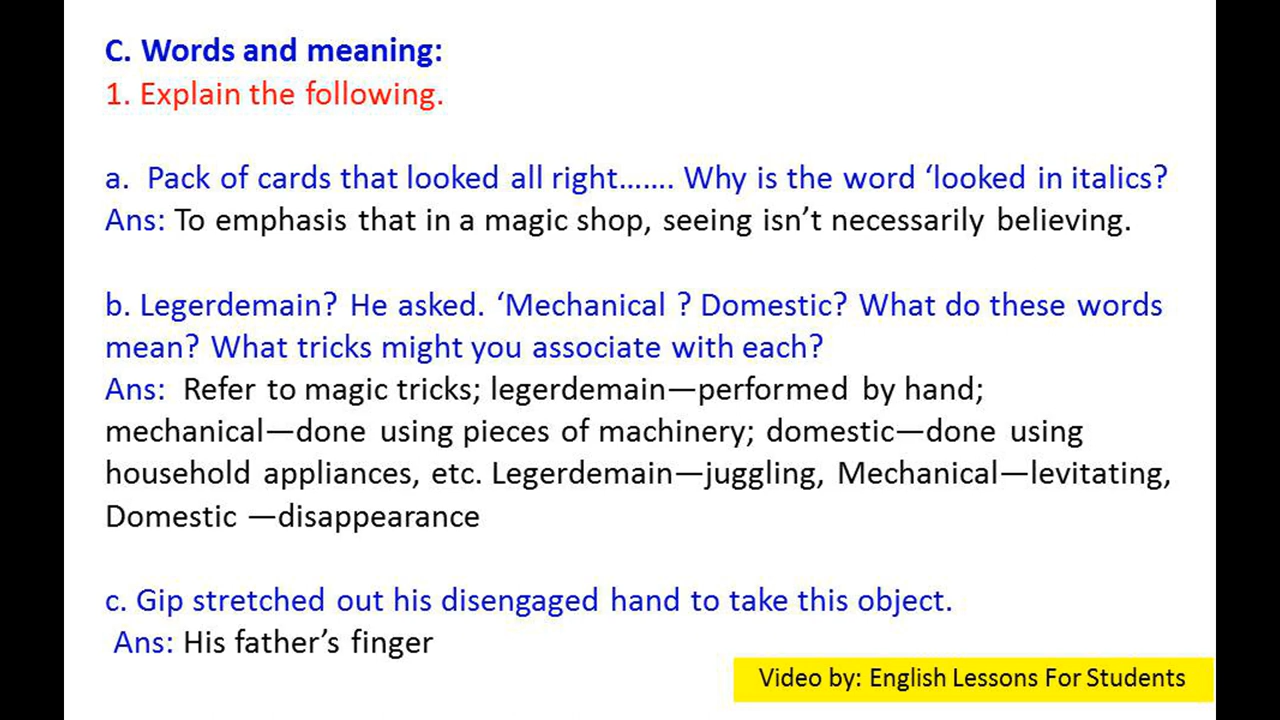 C. Words and meaning:
1. Explain the following.
a. Pack of cards that looked all right……. Why is the word ‘looked in italics?
Ans: To emphasis that in a magic shop, seeing isn’t necessarily believing.
b. Legerdemain? He asked. ‘Mechanical ? Domestic? What do these words
mean? What tricks might you associate with each?
Ans: Refer to magic tricks; legerdemain—performed by hand;
mechanical—done using pieces of machinery; domestic—done using
household appliances, etc. Legerdemain—juggling, Mechanical—levitating,
Domestic —disappearance
c. Gip stretched out his disengaged hand to take this object.
Ans: His father’s finger
Video by: English Lessons For Students